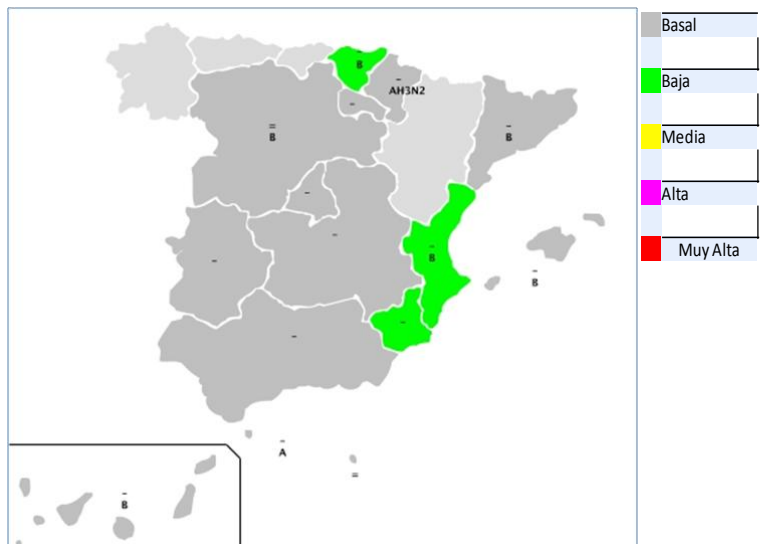 Basal
Baja
Media
Alta
Muy Alta
–
B
–
AH3N2
–
=
B
–
B
–
–
–
B
–
–
B
–
–
–
A
=
–
B